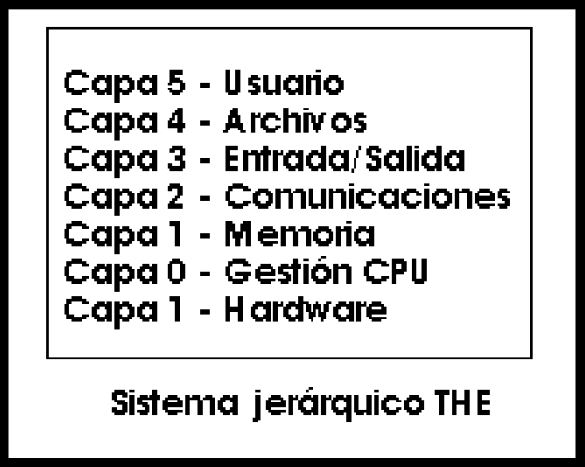 Capa 5 - Usuario
Capa 4 - Archivos
Capa 3 - Entrada/Salida
Capa 2 - Comunicaciones
Capa 1 - Memoria
Capa 0 - Gestión CPU
Capa 1 - Hardware
Sistema jerárquico THE